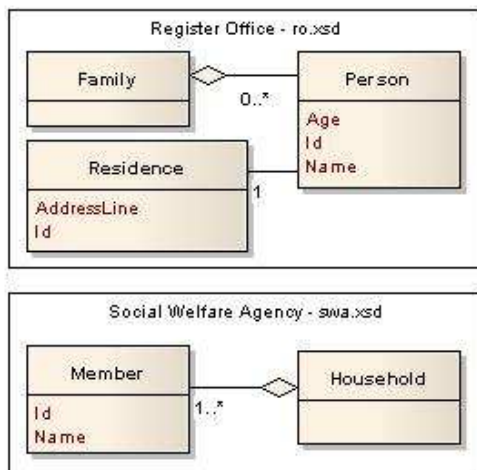 Register Office - ro.xsd
Family
Person
0..*
Age
Id
Name
Residence
1
AddressLine
Id
Social Welfare Agency - swa.xsd
Member
Household
1..*
Id
Name